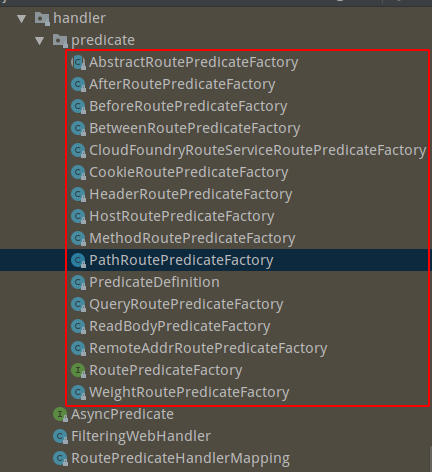 handler
predicate
AbstractRoutePredicateFactory
AfterRoutePredicateFactory
BeforeRoutePredicateFactory
BetweenRoutePredicateFactory
CloudFoundryRouteServiceRoutePredicateFactory
CookieRoutePredicateFactory
HeaderRoutePredicateFactory
HostRoutePredicateFactory
MethodRoutePredicateFactory
PathRoutePredicateFactory
PredicateDefinition
QueryRoutePredicateFactory
ReadBodyPredicateFactory
RemoteAddrRoutePredicateFactory
RoutePredicateFactory
WeightRoutePredicateFactory
AsyncPredicate
FilteringWebHandler
RoutePredicateHandlerMapping